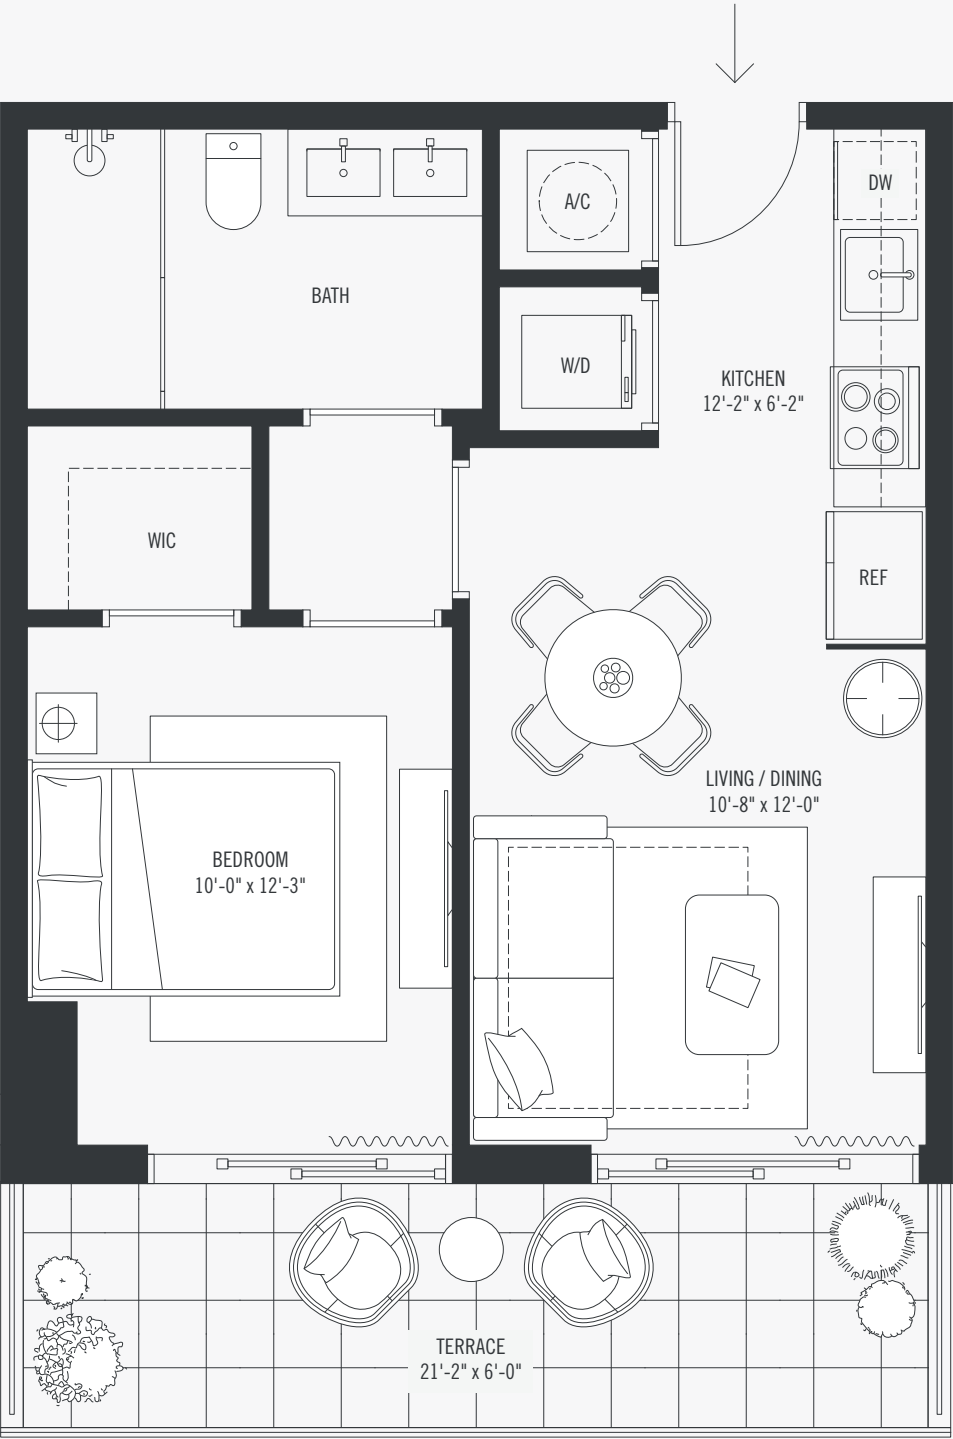 DW
A/C
BATH
W/D
KITCHEN
12'-2" x 6'-2"
WIC
REF
LIVING / DINING
10'-8" x 12'-0"
BEDROOM
10'-0" x 12'-3"
TERRACE
21'-2" x 6'-0"